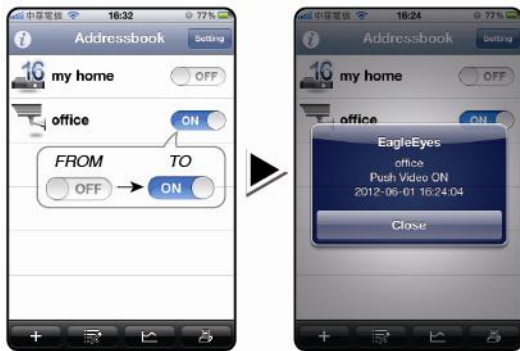 中華電信 16:32 77%
Addressbook Setting
16 my home OFF
office ON
FROM TO
OFF ON
中華電信 16:24 77%
Addressbook Setting
16 my home OFF
office ON
EagleEyes
office
Push Video ON
2012-06-01 16:24:04
Close